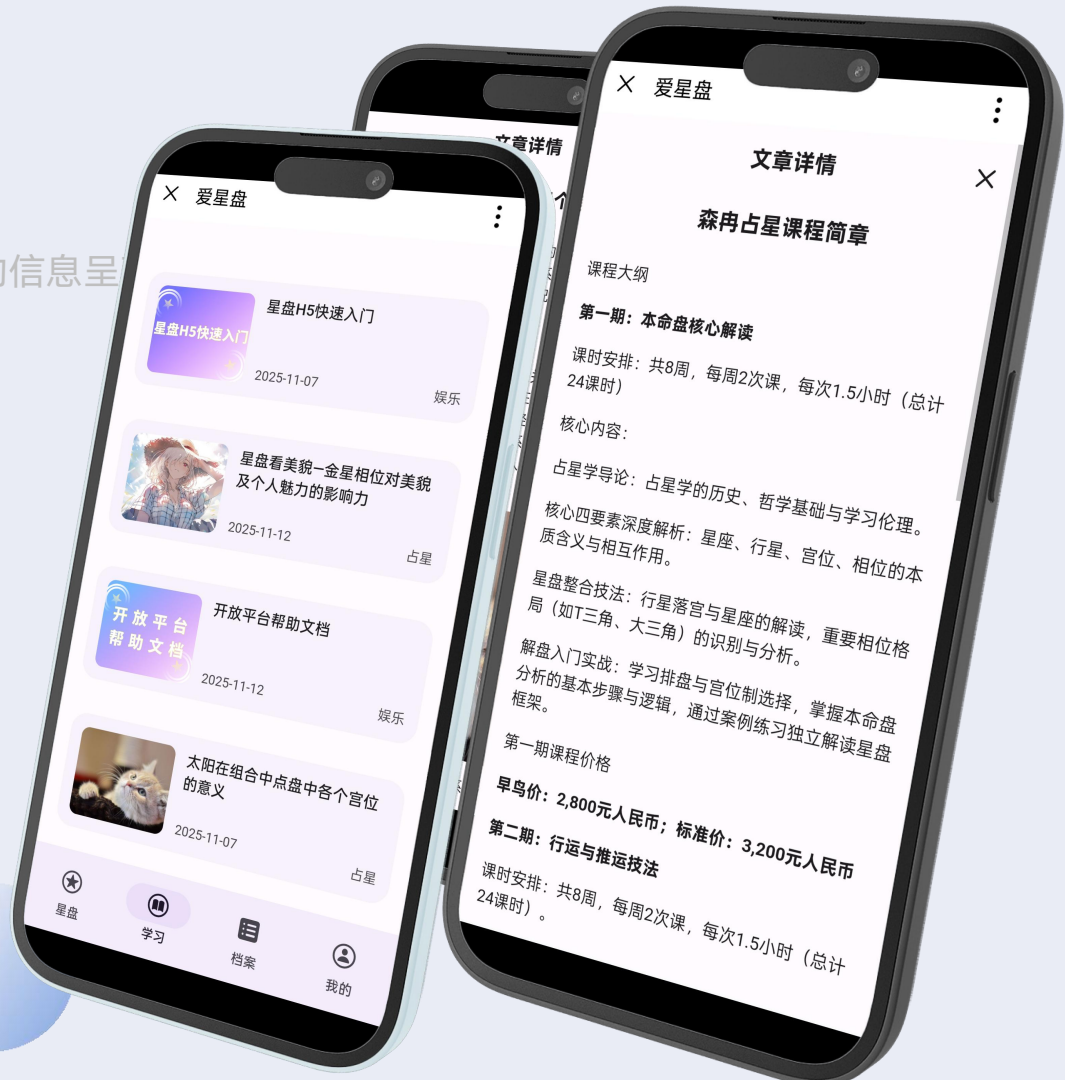 信息呈
爱星盘
星盘H5快速入门
星盘H5快速入门
2025-11-07
娱乐
星盘看美貌–金星相位对美貌
及个人魅力的影响力
2025-11-12
占星
开放平台
帮助文档
开放平台帮助文档
2025-11-12
娱乐
太阳在组合中点盘中各个宫位
的意义
2025-11-07
占星
星盘
学习
档案
我的
文章详情
爱星盘
文章详情
森冉占星课程简章
课程大纲
第一期：本命盘核心解读
课时安排：共8周，每周2次课，每次1.5小时（总计
24课时）
核心内容：
占星学导论：占星学的历史、哲学基础与学习伦理。
核心四要素深度解析：星座、行星、宫位、相位的本
质含义与相互作用。
星盘整合技法：行星落宫与星座的解读，重要相位格
局（如T三角、大三角）的识别与分析。
解盘入门实战：学习排盘与宫位制选择，掌握本命盘
分析的基本步骤与逻辑，通过案例练习独立解读星盘
框架。
第一期课程价格
早鸟价：2,800元人民币；标准价：3,200元人民币
第二期：行运与推运技法
课时安排：共8周，每周2次课，每次1.5小时（总计
24课时）。